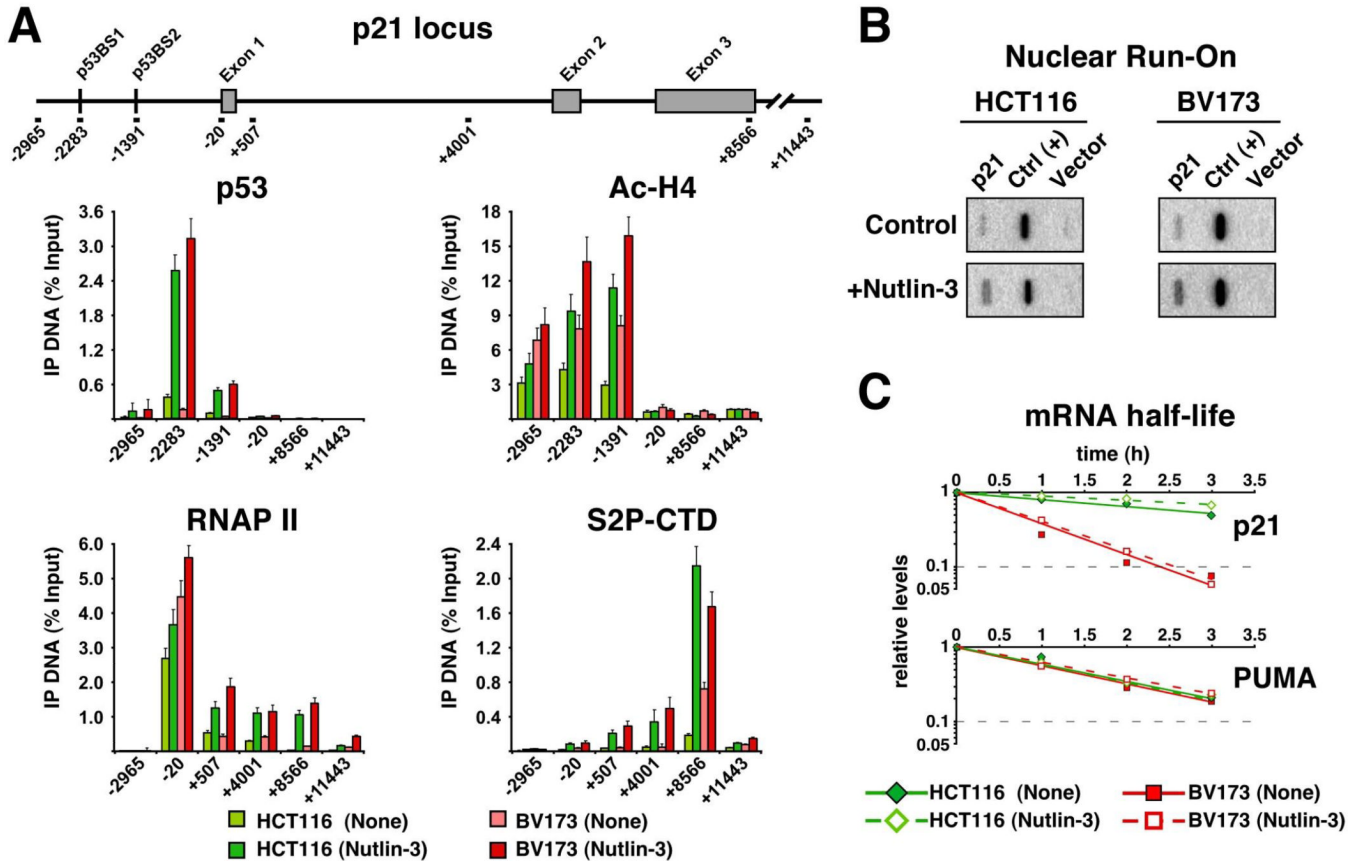 A
p21 locus
p53BS1
p53BS2
Exon 1
Exon 2
Exon 3
-2965
-2283
-1391
-20
+507
+4001
+8566
+11443
p53
IP DNA (% Input)
3.6
3.0
2.4
1.8
1.2
0.6
-2965
-2283
-1391
-20
+8566
+11443
Ac-H4
IP DNA (% Input)
18
15
12
9
6
3
-2965
-2283
-1391
-20
+8566
+11443
RNAP II
IP DNA (% Input)
6.0
5.0
4.0
3.0
2.0
1.0
-2965
-20
+507
+4001
+8566
+11443
S2P-CTD
IP DNA (% Input)
2.4
2.0
1.6
1.2
0.8
0.4
-2965
-20
+507
+4001
+8566
+11443
HCT116 (None)
HCT116 (Nutlin-3)
BV173 (None)
BV173 (Nutlin-3)
B
Nuclear Run-On
HCT116
BV173
p21
Ctrl (+)
Vector
p21
Ctrl (+)
Vector
Control
+Nutlin-3
C
mRNA half-life
time (h)
0 0.5 1 1.5 2 2.5 3 3.5
1
0.1
0.05
p21
relative levels
0 0.5 1 1.5 2 2.5 3 3.5
1
0.1
0.05
PUMA
HCT116 (None)
HCT116 (Nutlin-3)
BV173 (None)
BV173 (Nutlin-3)